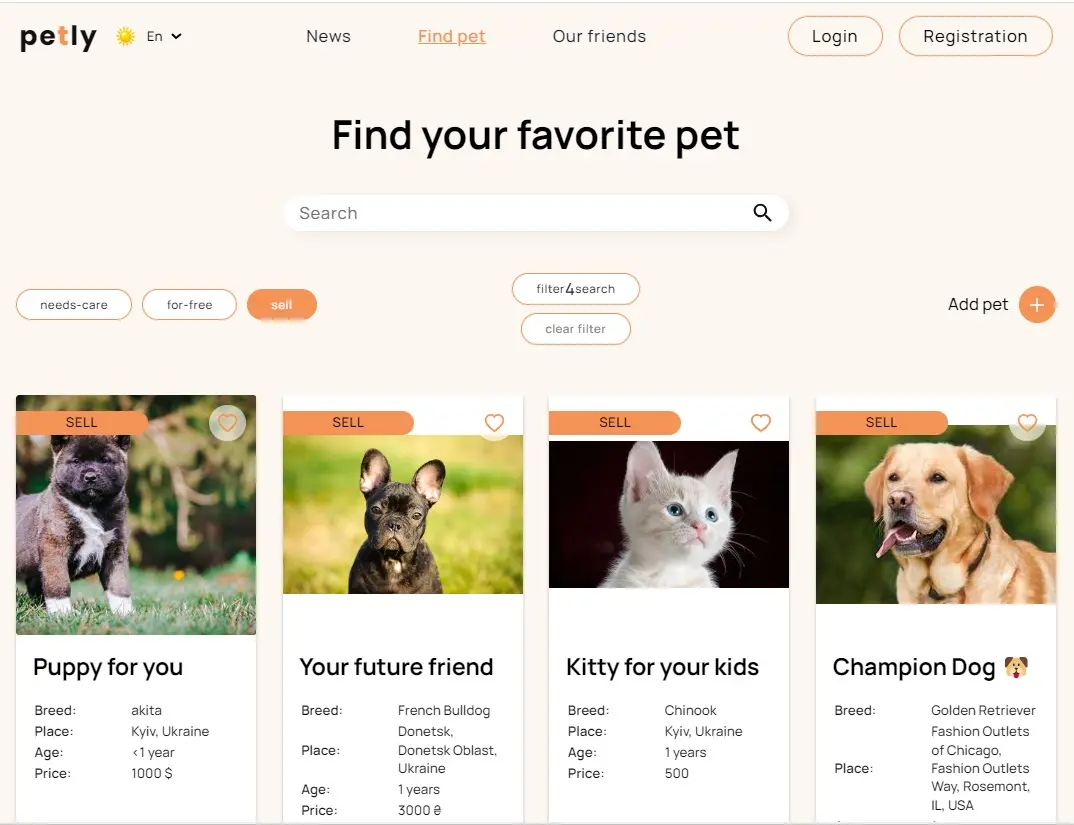 petly En News Find pet Our friends Login Registration
Find your favorite pet
Search
needs-care for-free sell filter4search Add pet
clear filter
SELL SELL SELL SELL
Puppy for you
Breed: akita
Place: Kyiv, Ukraine
Age: <1 year
Price: 1000 $
Your future friend
Breed: French Bulldog
Place: Donetsk,
Donetsk Oblast,
Ukraine
Age: 1 years
Price: 3000 ₴
Kitty for your kids
Breed: Chinook
Place: Kyiv, Ukraine
Age: 1 years
Price: 500
Champion Dog 🐶
Breed: Golden Retriever
Place: Fashion Outlets
of Chicago,
Fashion Outlets
Way, Rosemont,
IL, USA